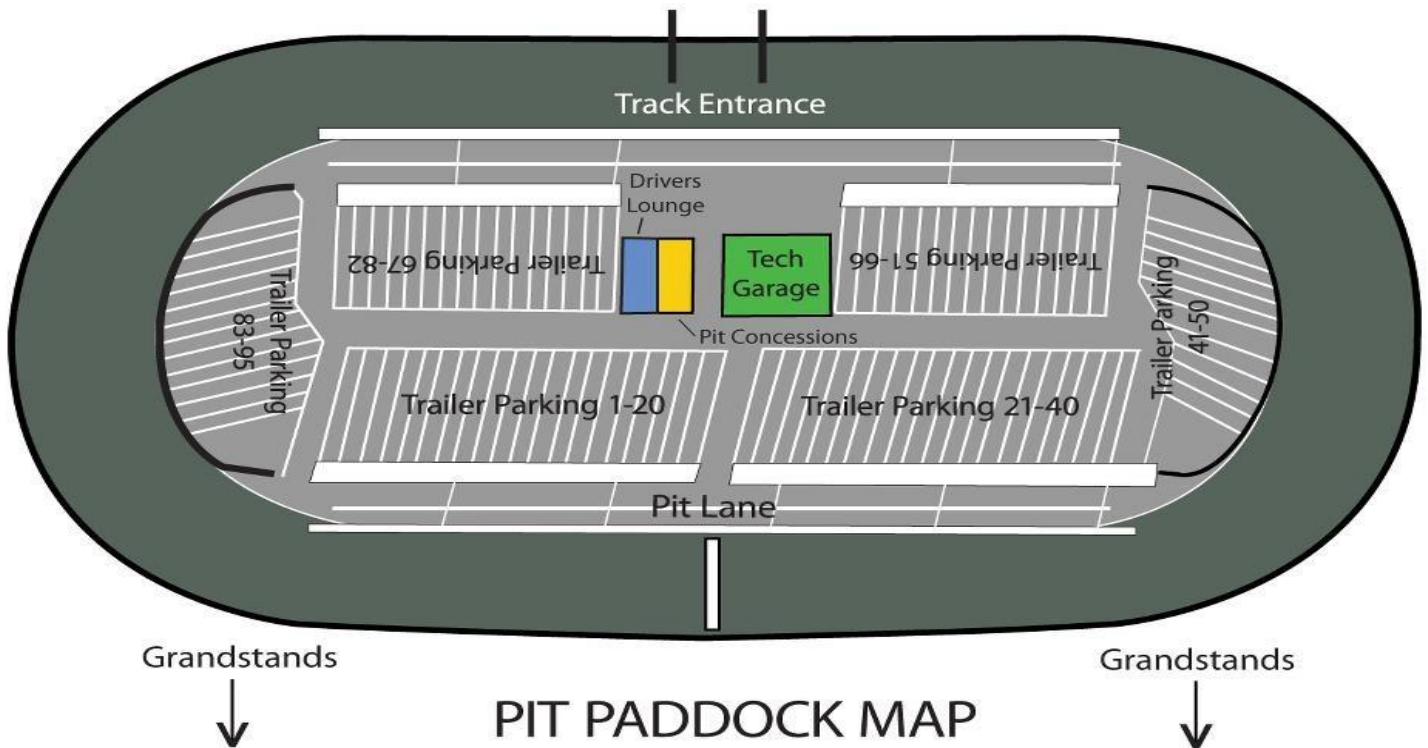 Track Entrance
Drivers
Lounge
Trailer Parking 67-82
Tech
Garage
Trailer Parking 51-66
Trailer Parking
83-95
Trailer Parking
41-50
Pit Concessions
Trailer Parking 1-20
Trailer Parking 21-40
Pit Lane
Grandstands
Grandstands
PIT PADDOCK MAP